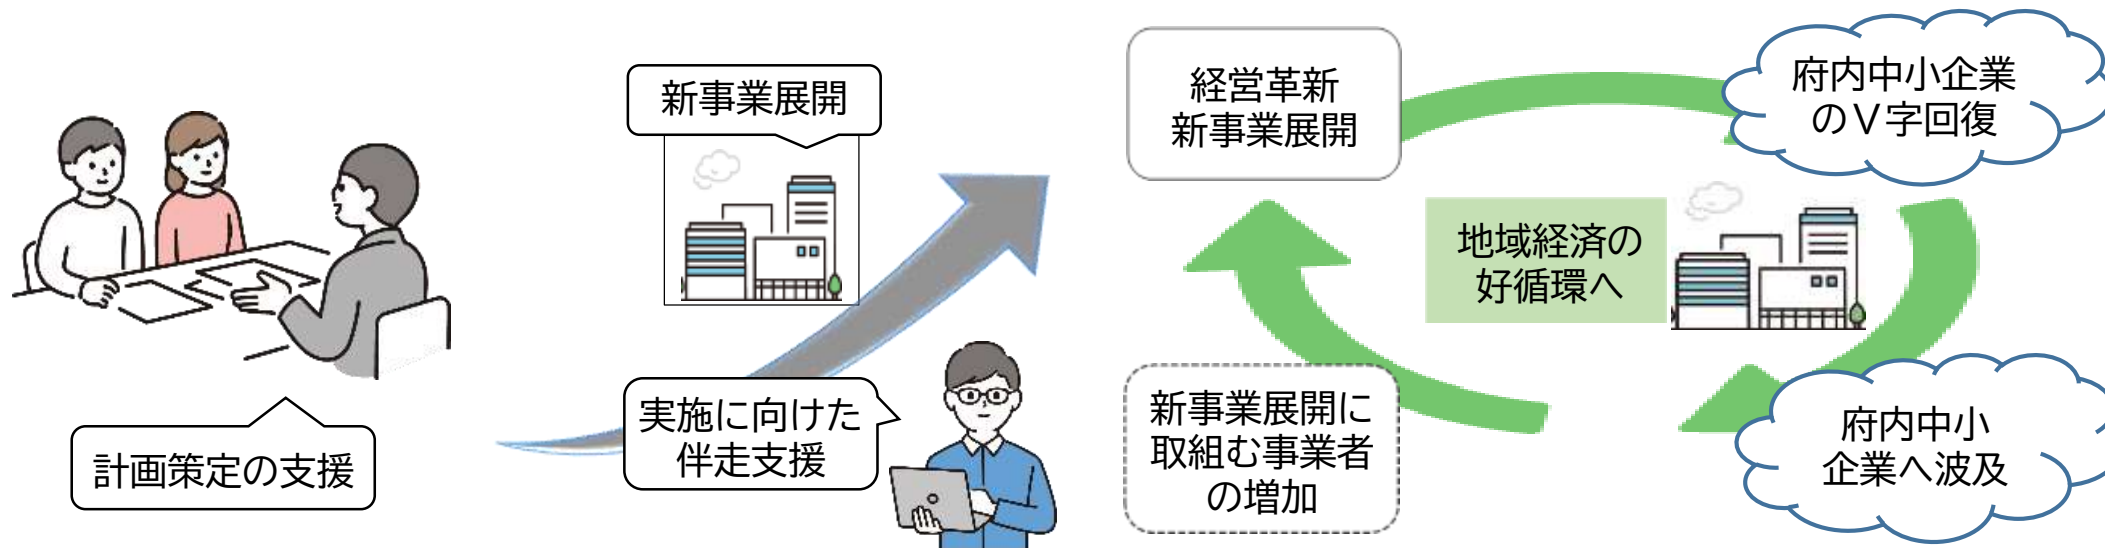 計画策定の支援
新事業展開
実施に向けた
伴走支援
経営革新
新事業展開
府内中小企業
のV字回復
地域経済の
好循環へ
府内中小
企業へ波及
新事業展開に
取組む事業者
の増加